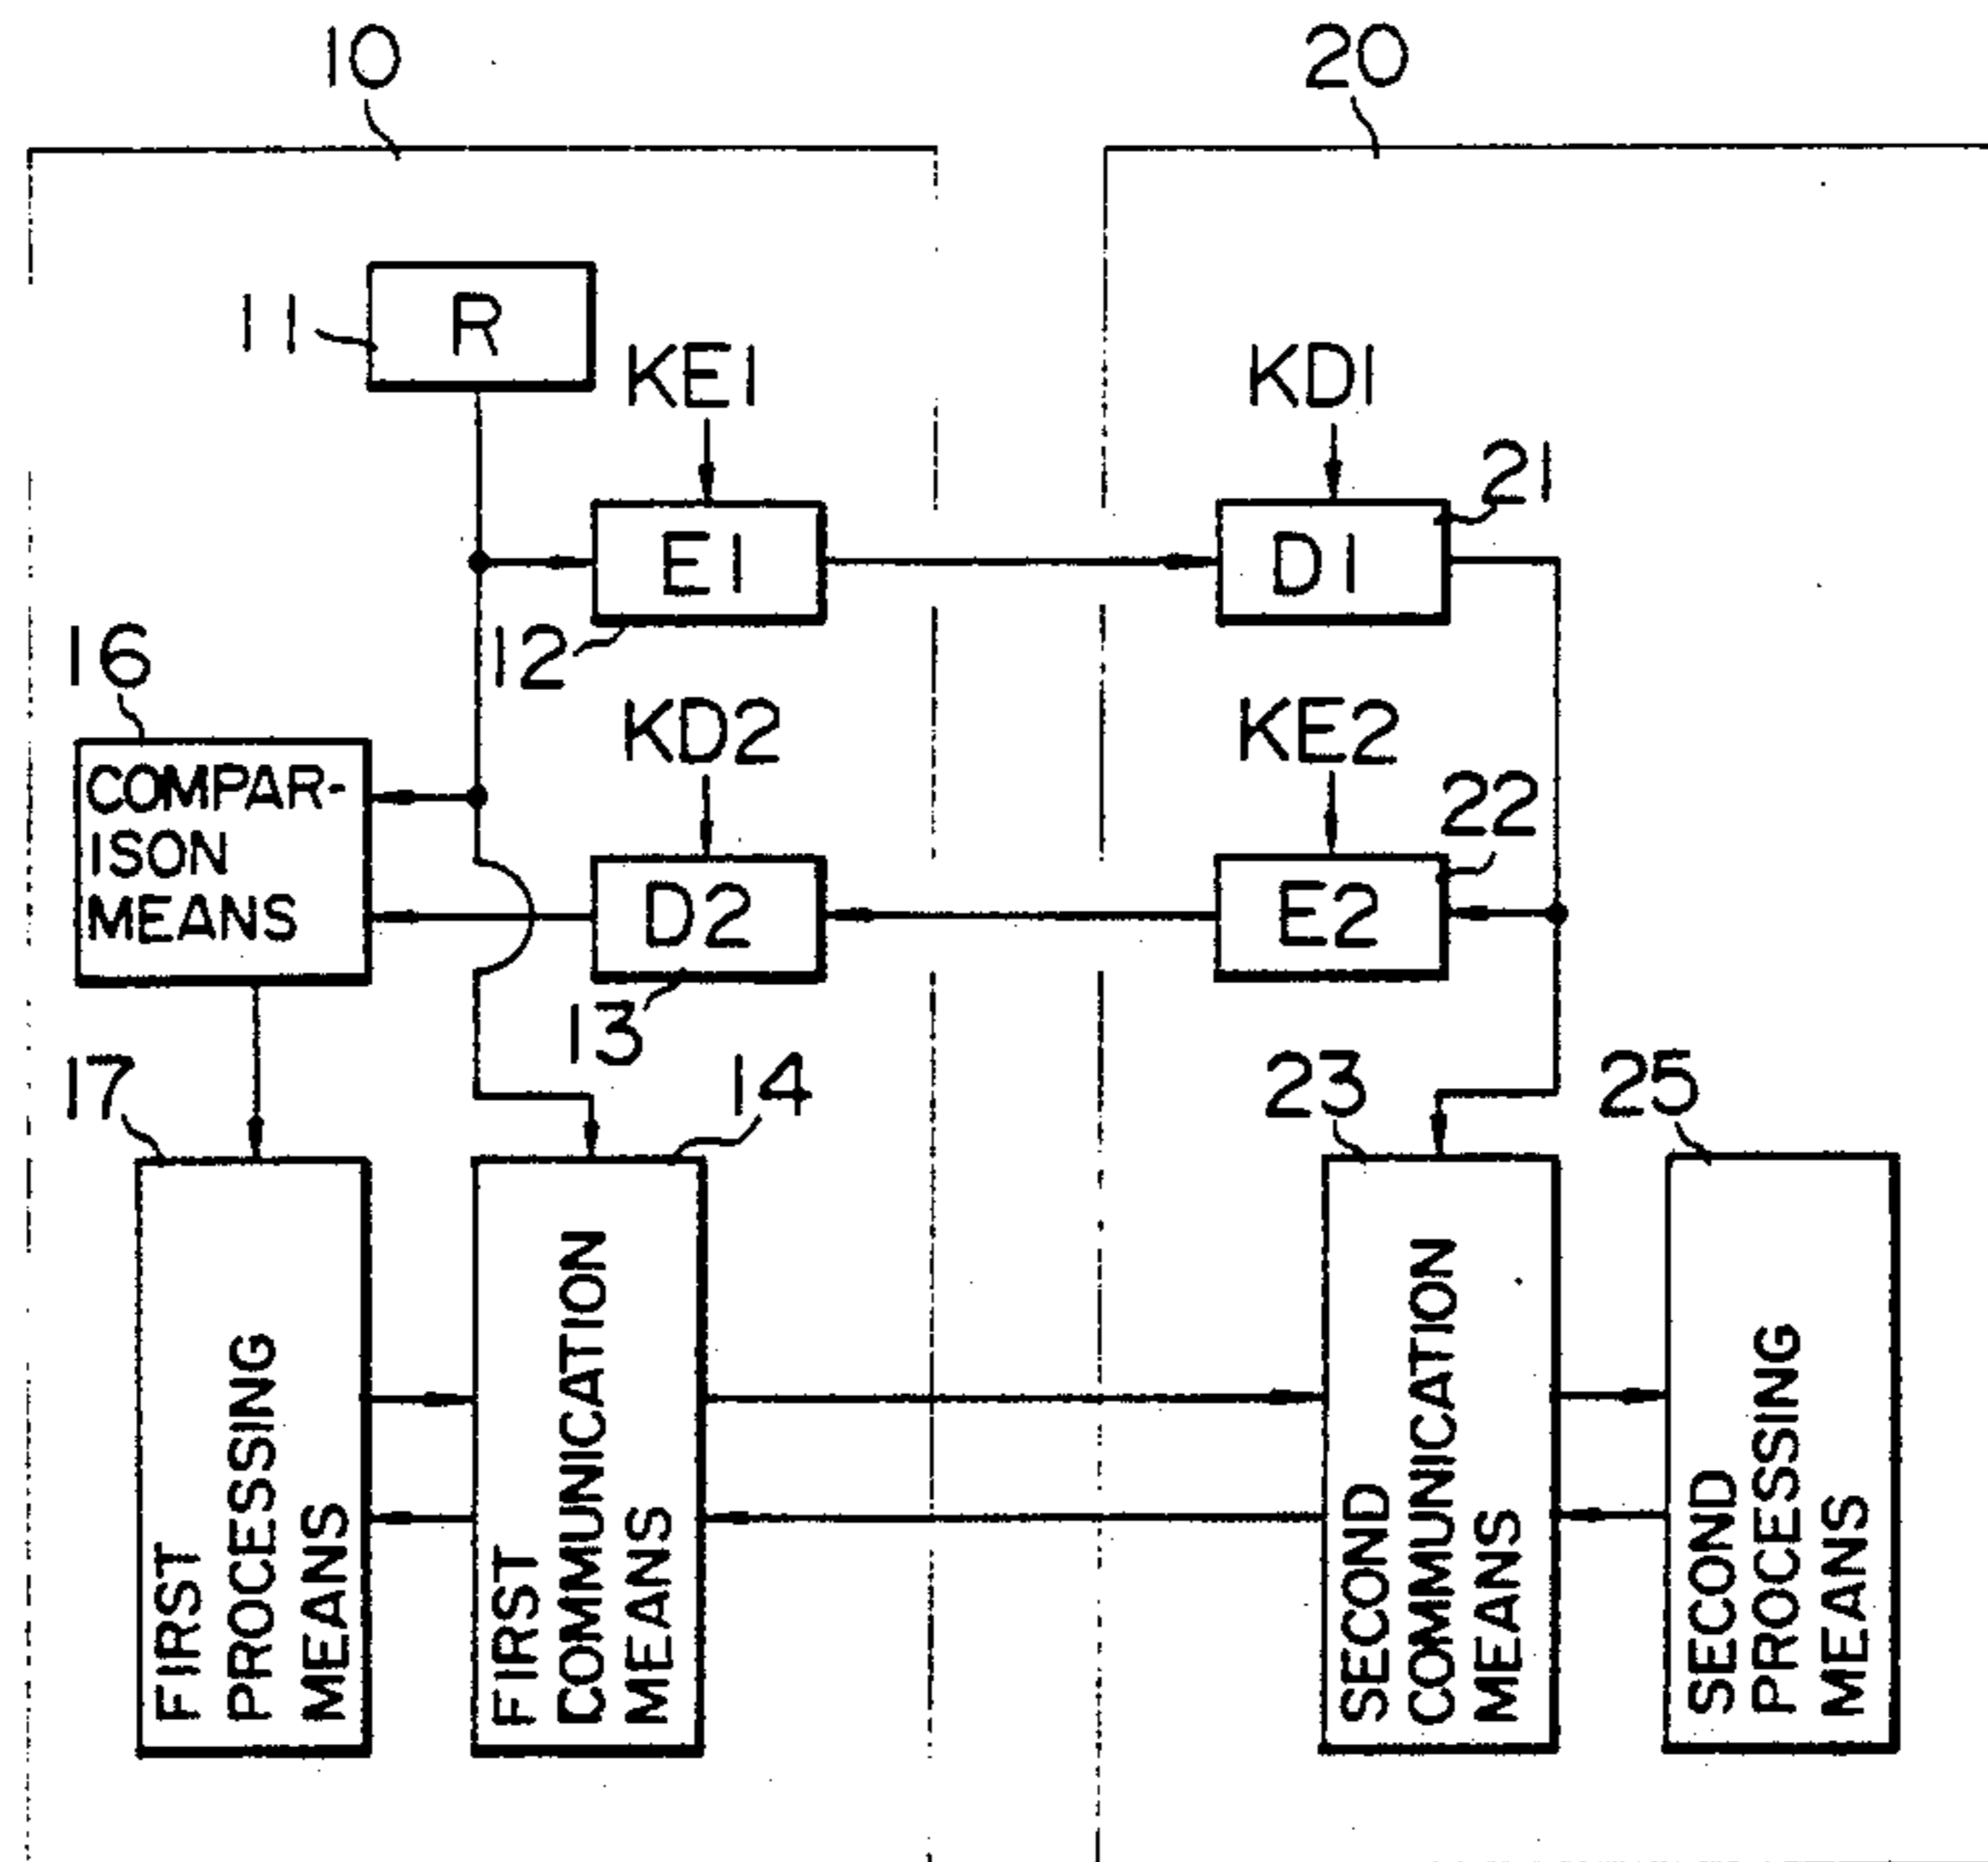 10
20
11
R
KE1
KD1
21
E1
D1
12
16
KD2
KE2
22
COMPAR-
ISON
MEANS
D2
E2
13
17
14
23
25
FIRST
PROCESSING
MEANS
FIRST
COMMUNICATION
MEANS
SECOND
COMMUNICATION
MEANS
SECOND
PROCESSING
MEANS